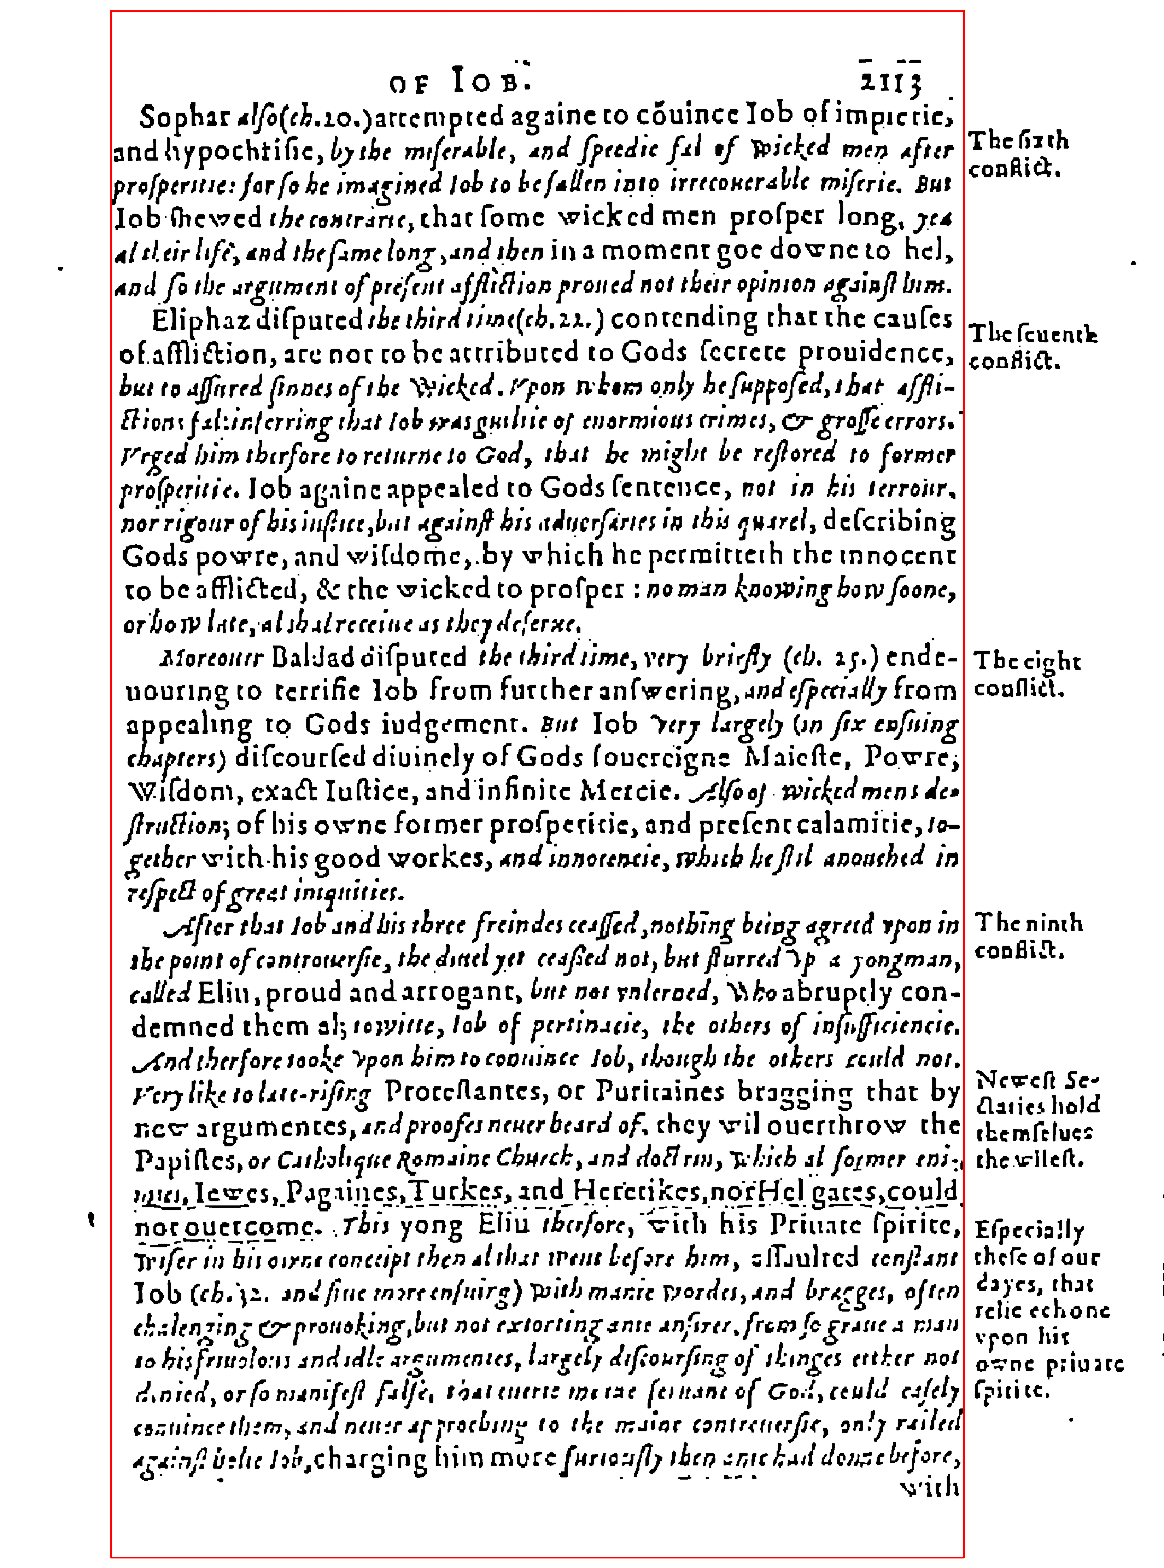 OF IOB. 1113
Sophar alſo (ch. 20.) attempted againe to cōuince Iob of impietie,
and hypochriſie, by the miſerable, and ſpeedie fal of wicked men after
proſperitie: for ſo he imagined Iob to be fallen into irrecouerable miſerie. But
Iob ſhewed the contrarie, that ſome wicked men proſper long, yea
al their life, and the ſame long, and then in a moment goe downe to hel,
and ſo the argument of preſent affliction proued not their opinion againſt him.
Eliphaz diſputed the third time (ch. 22.) contending that the cauſes
of affliction, are not to be attributed to Gods ſecrete prouidence,
but to aſſured ſinnes of the wicked. Vpon whom only he ſuppoſed, that affli-
ctions fal: inferring that Iob was guiltie of enormious crimes, & groſſe errors.
Vrged him therfore to returne to God, that he might be reſtored to former
proſperitie. Iob againe appealed to Gods ſentence, not in his terrour,
nor rigour of his iuſtice, but againſt his aduerſaries in this quarel, deſcribing
Gods powre, and wiſdome, by which he permitteth the innocent
to be afflicted, & the wicked to proſper: no man knowing how ſoone,
or how late, al shal receiue as they deſerue.
Moreouer Baldad diſputed the third time, very briefly (ch. 25.) ende-
uouring to terrifie Iob from further anſwering, and eſpecially from
appealing to Gods iudgement. But Iob very largely (in ſix enſuing
chapters) diſcourſed diuinely of Gods ſouereigne Maieſtie, Powre,
Wiſdom, exact Iuſtice, and infinite Mercie. Alſo of wicked mens de-
ſtruction; of his owne former proſperitie, and preſent calamitie, to-
gether with his good workes, and innocencie, which he ſtil auouched in
reſpect of great iniquities.
After that Iob and his three freindes ceaſſed, nothing being agreed vpon in
the point of controuerſie, the diuel yet ceaſſed not, but ſturred vp a yongman,
called Eliu, proud and arrogant, but not vnlerned, who abruptly con-
demned them al; to witte, Iob of pertinacie, the others of inſufficiencie.
And therfore tooke vpon him to conuince Iob, though the others could not.
Very like to late-riſing Proteſtantes, or Puritaines bragging that by
new argumentes, and proofes neuer heard of, they wil ouerthrow the
Papiſtes, or Catholique Romaine Church, and doctrin, which al former eni-
mies, Iewes, Pagaines, Turkes, and Heretikes, nor Hel gates, could
not ouercome. This yong Eliu therfore, with his Priuate ſpirite,
wiſer in his owne conceipt then al that went before him, aſſaulted conſtant
Iob (ch. 32. and fiue more enſuing) with manie wordes, and bragges, often
chalenging & prouoking, but not extorting anie anſwer, from ſo graue a man
to his friuolous and idle argumentes, largely diſcourſing of thinges either not
denied, or ſo manifeſt falſe, that euerie the ſeruant of God, could eaſely
conuince them, and neuer approching to the maine controuerſie, only railed
againſt holie Iob, charging him more furiouſly then anie had donne before,
with
The ſixth
conflict.
The ſeuenth
conflict.
The eight
conflict.
The ninth
conflict.
Neweſt Se-
ctaries hold
themſelues
the wiſeſt.
Eſpecially
theſe of our
dayes, that
relie echone
vpon his
owne priuate
ſpirite.